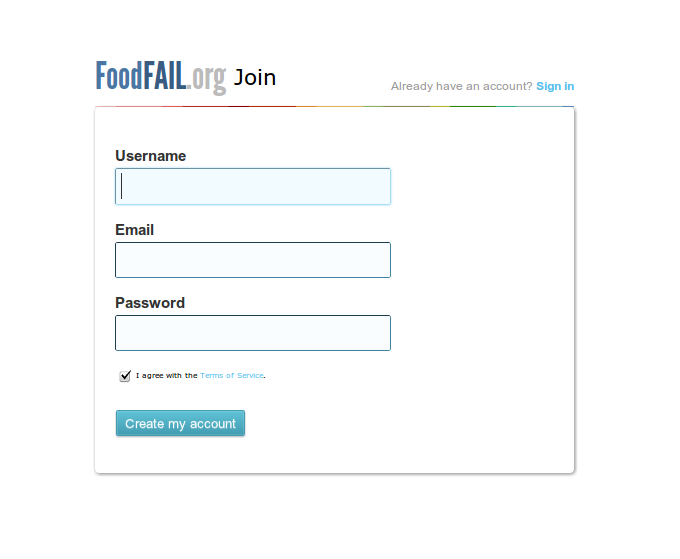 FoodFAIL.org Join
Already have an account? Sign in
Username
Email
Password
I agree with the Terms of Service.
Create my account